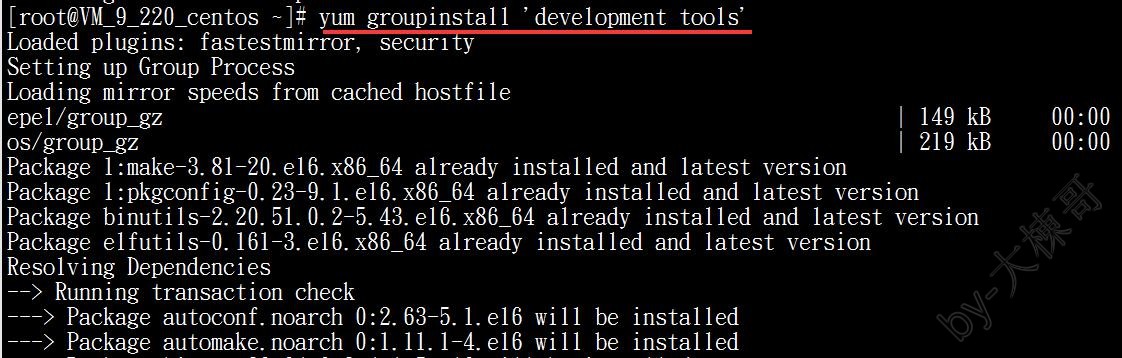 [root@VM_9_220_centos ~]# yum groupinstall 'development tools'
Loaded plugins: fastestmirror, security
Setting up Group Process
Loading mirror speeds from cached hostfile
epel/group_gz | 149 kB 00:00
os/group_gz | 219 kB 00:00
Package 1:make-3.81-20.el6.x86_64 already installed and latest version
Package 1:pkgconfig-0.23-9.1.el6.x86_64 already installed and latest version
Package binutils-2.20.51.0.2-5.43.el6.x86_64 already installed and latest version
Package elfutils-0.161-3.el6.x86_64 already installed and latest version
Resolving Dependencies
--> Running transaction check
---> Package autoconf.noarch 0:2.63-5.1.el6 will be installed
---> Package automake.noarch 0:1.11.1-4.el6 will be installed
by-大栋哥